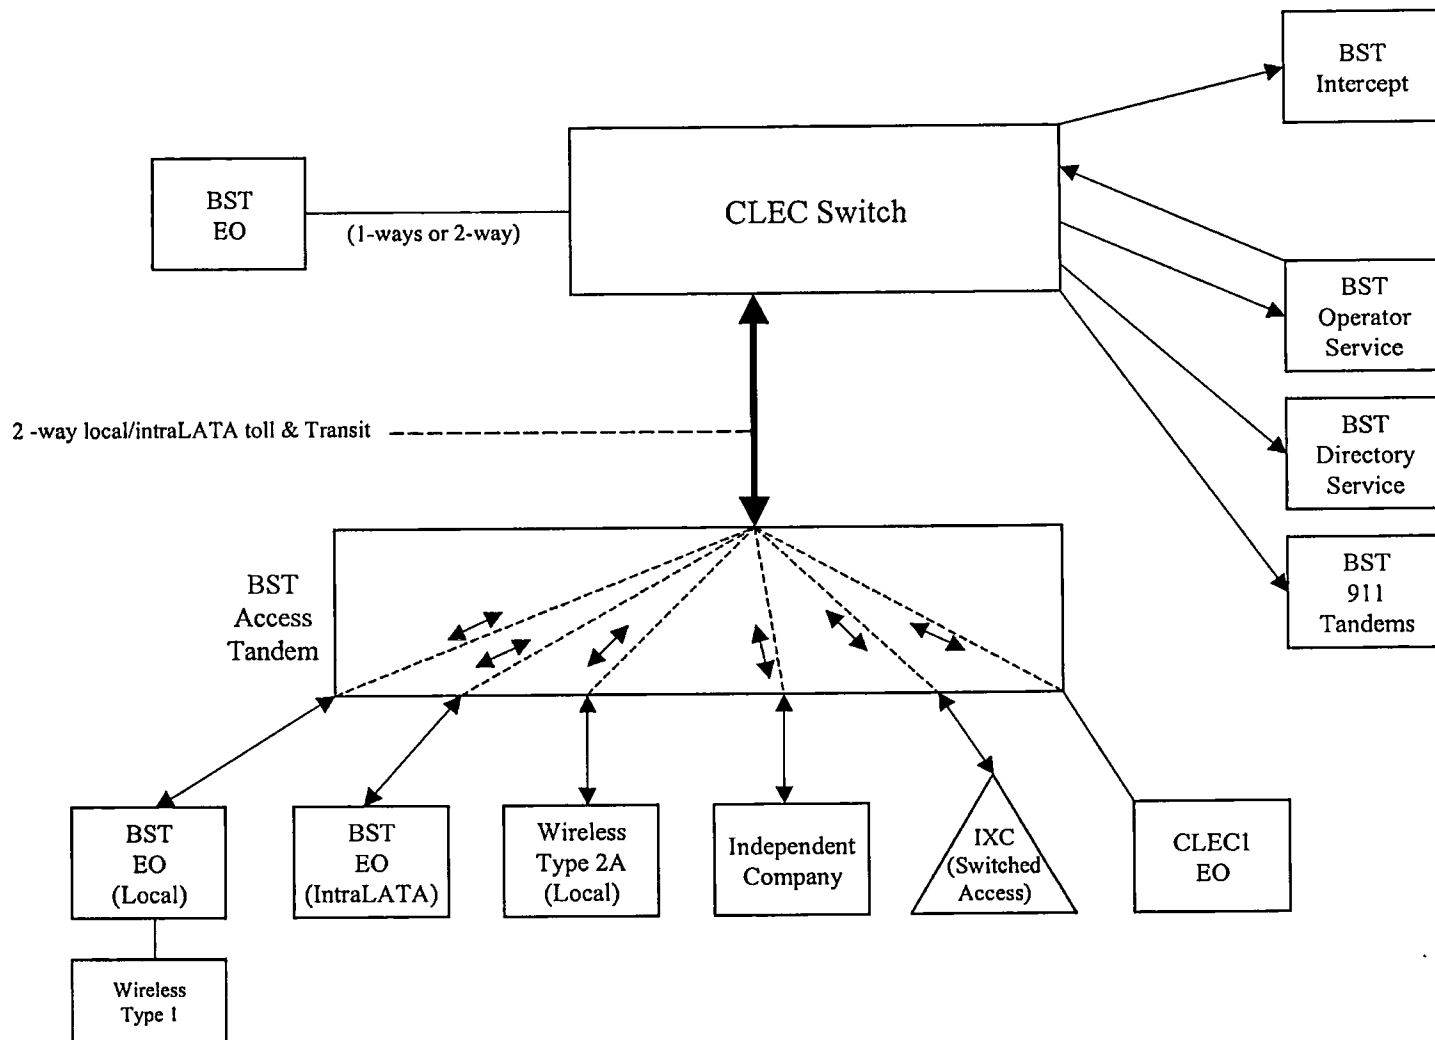 BST
Intercept
BST
EO
(1-ways or 2-way)
CLEC Switch
BST
Operator
Service
BST
Directory
Service
2 -way local/intraLATA toll & Transit
BST
911
Tandems
BST
Access
Tandem
BST
EO
(Local)
BST
EO
(IntraLATA)
Wireless
Type 2A
(Local)
Independent
Company
IXC
(Switched
Access)
CLEC1
EO
Wireless
Type 1